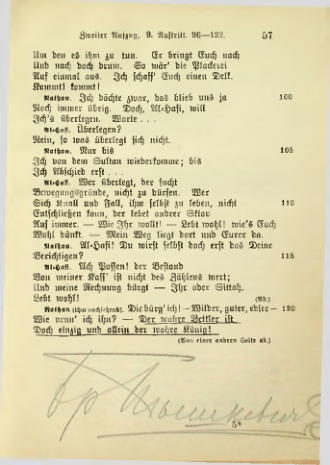 Zweiter Aufzug. 9. Auftritt. 96—122. 57
Um den es ihm zu tun. Er bringt Euch nach
Und nach doch drum. So wär' die Plackerei
Auf einmal aus. Ich schaff' Euch einen Delk.
Kommt! kommt!
Nathan. Ich dächte zwar, das blieb uns ja 100
Noch immer übrig. Doch, Al-Hafi, will
Ich's überlegen. Warte . . .
Al-Hafi. Überlegen?
Nein, so was überlegt sich nicht.
Nathan. Nur bis 105
Ich von dem Sultan wiederkomme; bis
Ich Abschied erst . . .
Al-Hafi. Wer überlegt, der sucht
Bewegungsgründe, nicht zu dürfen. Wer
Sich Knall und Fall, ihm selbst zu leben, nicht 110
Entschließen kann, der lebet andrer Sklav
Auf immer. — Wie Ihr wollt! — Lebt wohl! wie's Euch
Wohl dünkt. — Mein Weg liegt dort und Eurer da.
Nathan. Al-Hafi! Du wirst selbst doch erst das Deine
Berichtigen? 115
Al-Hafi. Ach Possen! der Bestand
Von meiner Kass' ist nicht des Zählens wert;
Und meine Rechnung bürgt — Ihr oder Sittah.
Lebt wohl! (Ab.)
Nathan (ihm nachsehend). Die bürg' ich! — Wilder, guter, edler — 120
Wie nenn' ich ihn? — Der wahre Bettler ist
Doch einzig und allein der wahre König!
(Von einer andern Seite ab.)
5*